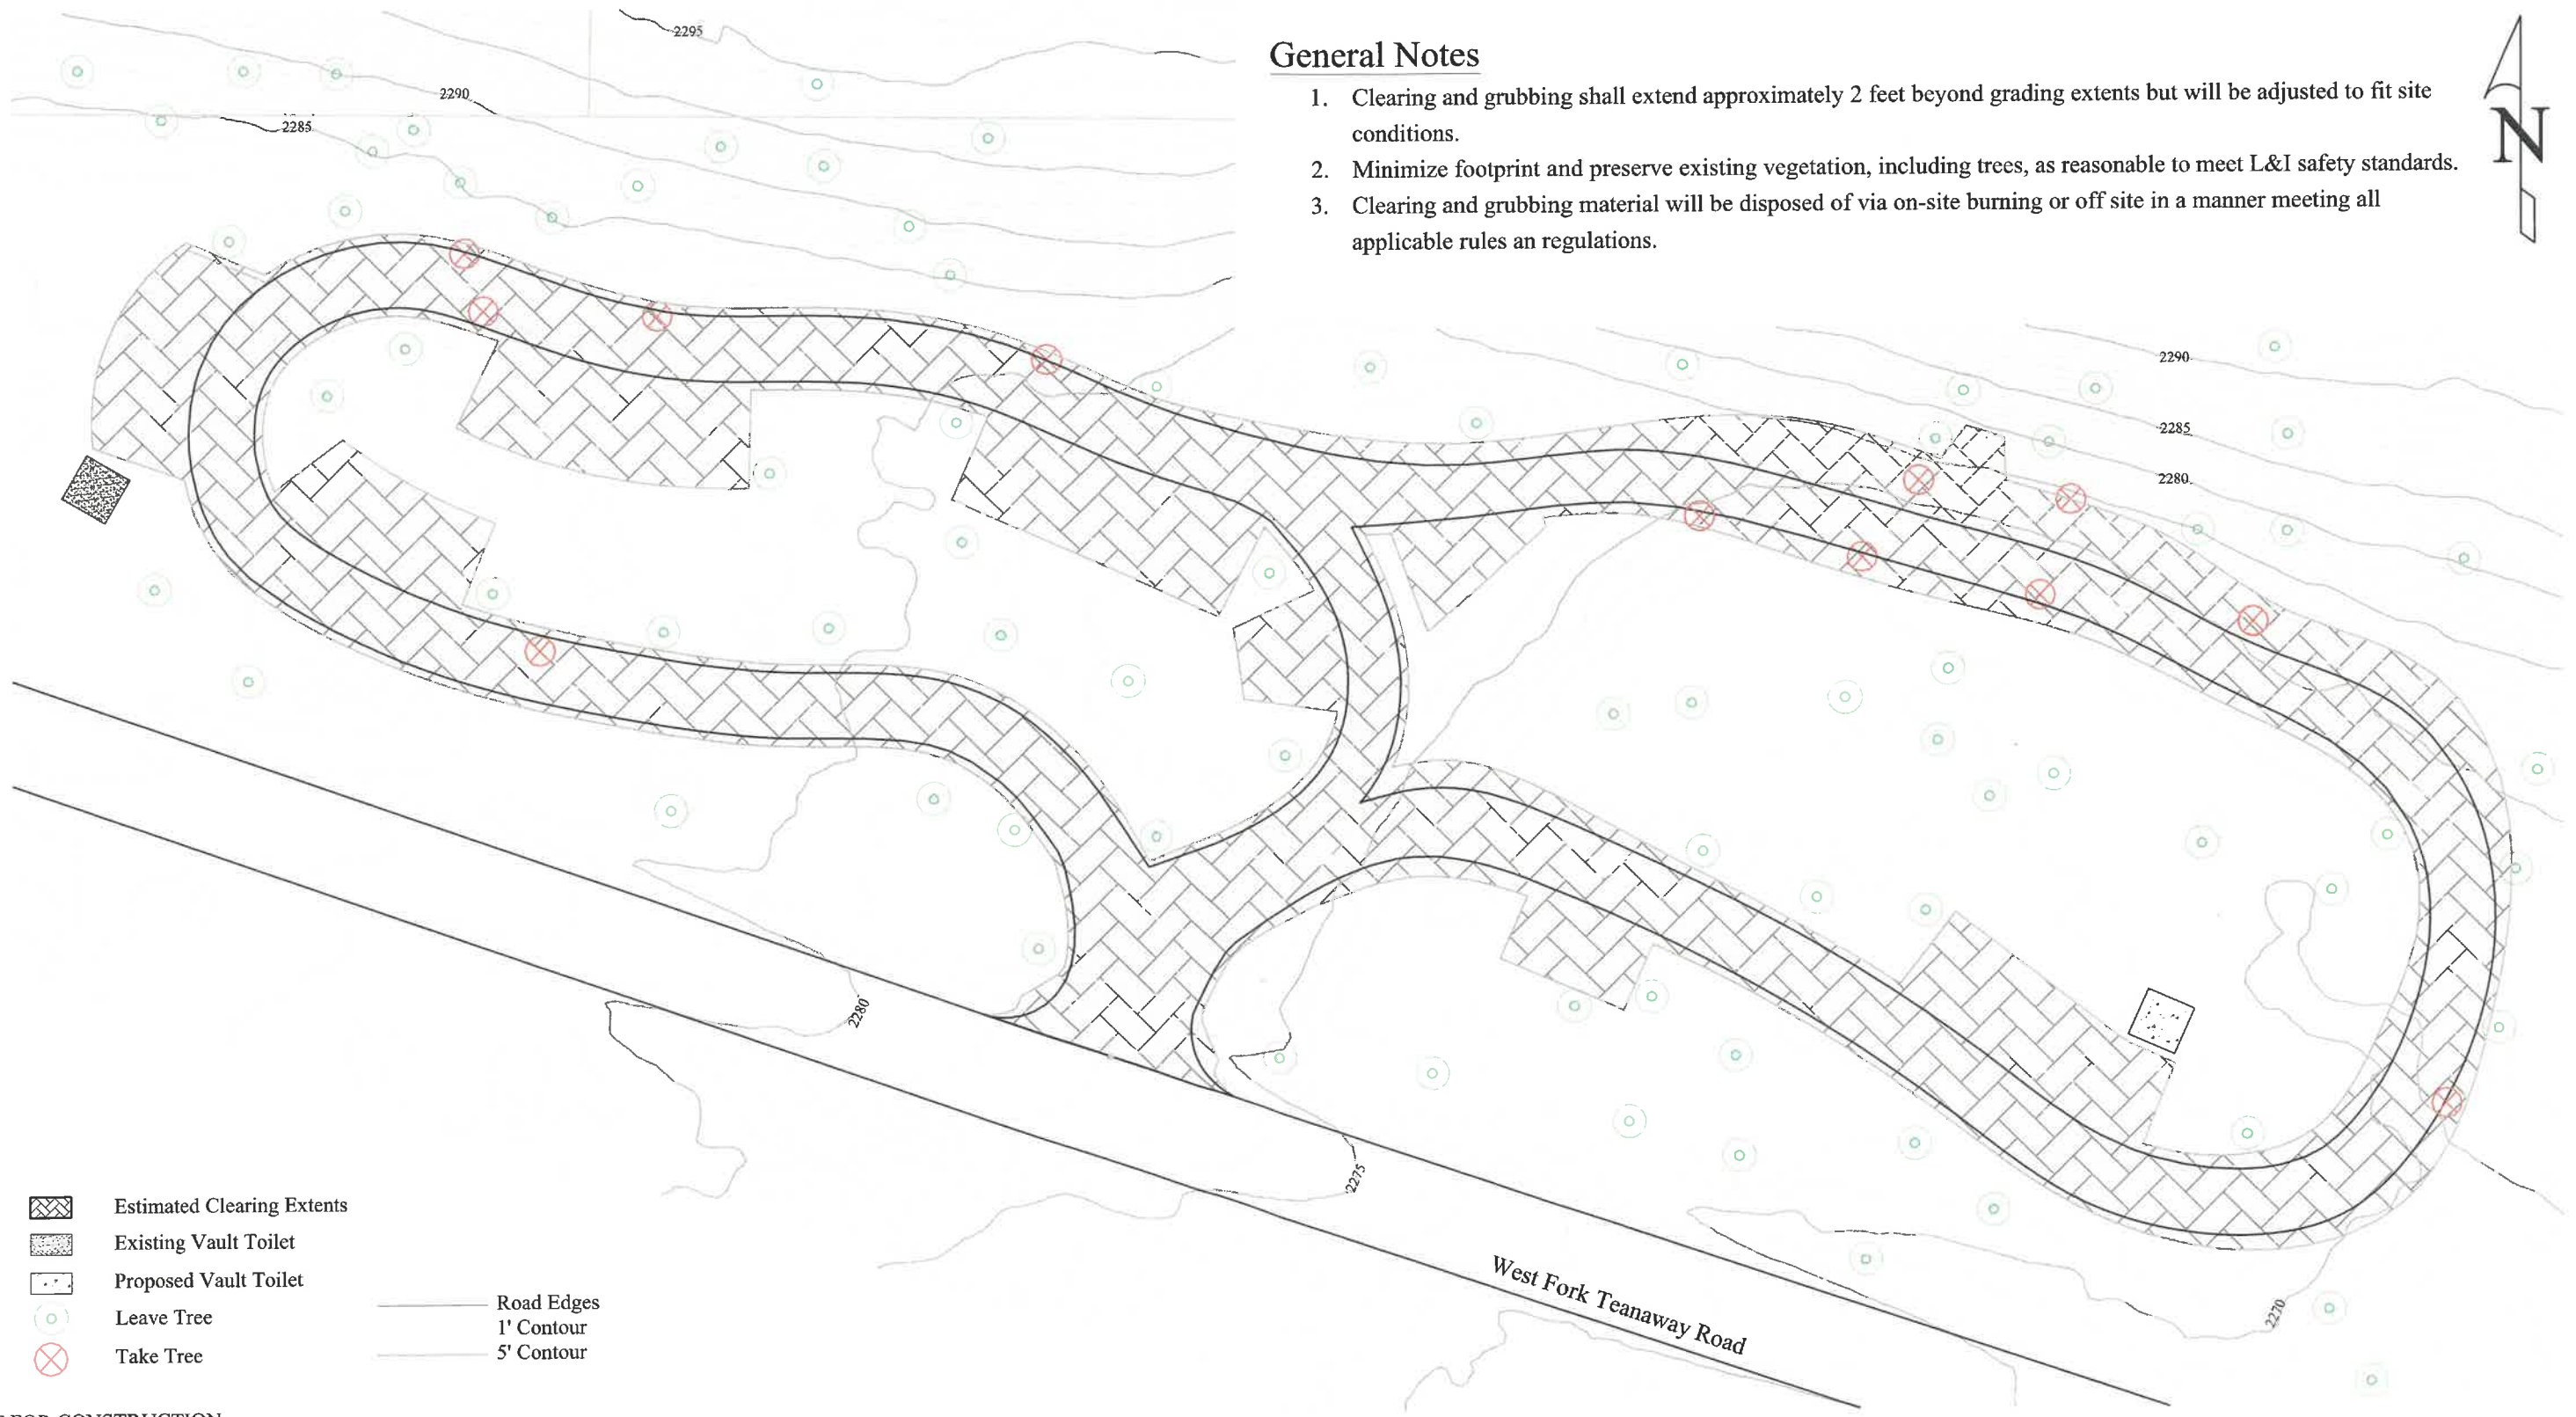 2295
General Notes
1. Clearing and grubbing shall extend approximately 2 feet beyond grading extents but will be adjusted to fit site
conditions.
2. Minimize footprint and preserve existing vegetation, including trees, as reasonable to meet L&I safety standards.
3. Clearing and grubbing material will be disposed of via on-site burning or off site in a manner meeting all
applicable rules an regulations.
N
2290
2285
2290
2285
2280
2280
2275
2270
West Fork Teanaway Road
Estimated Clearing Extents
Existing Vault Toilet
Proposed Vault Toilet
Leave Tree
Take Tree
Road Edges
1' Contour
5' Contour
FOR CONSTRUCTION